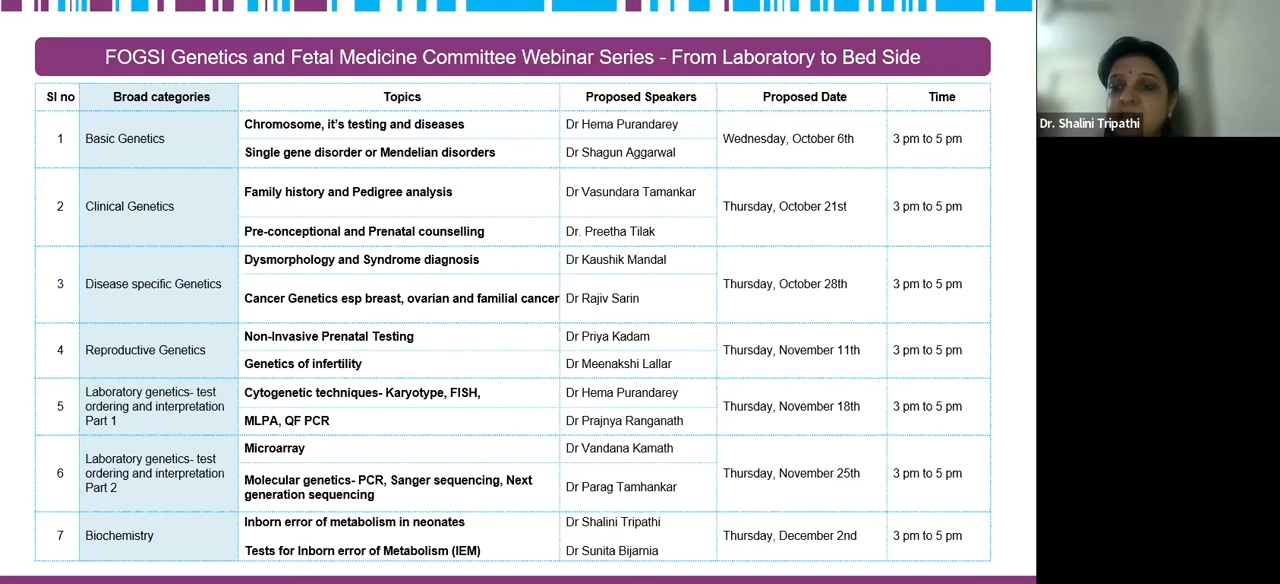 FOGSI Genetics and Fetal Medicine Committee Webinar Series - From Laboratory to Bed Side
Sl no Broad categories Topics Proposed Speakers Proposed Date Time
1 Basic Genetics Chromosome, it's testing and diseases Dr Hema Purandarey Wednesday, October 6th 3 pm to 5 pm
Single gene disorder or Mendelian disorders Dr Shagun Aggarwal
2 Clinical Genetics Family history and Pedigree analysis Dr Vasundara Tamankar Thursday, October 21st 3 pm to 5 pm
Pre-conceptional and Prenatal counselling Dr. Preetha Tilak
3 Disease specific Genetics Dysmorphology and Syndrome diagnosis Dr Kaushik Mandal Thursday, October 28th 3 pm to 5 pm
Cancer Genetics esp breast, ovarian and familial cancer Dr Rajiv Sarin
4 Reproductive Genetics Non-Invasive Prenatal Testing Dr Priya Kadam Thursday, November 11th 3 pm to 5 pm
Genetics of infertility Dr Meenakshi Lallar
5 Laboratory genetics- test
ordering and interpretation
Part 1 Cytogenetic techniques- Karyotype, FISH, Dr Hema Purandarey Thursday, November 18th 3 pm to 5 pm
MLPA, QF PCR Dr Prajnya Ranganath
6 Laboratory genetics- test
ordering and interpretation
Part 2 Microarray Dr Vandana Kamath Thursday, November 25th 3 pm to 5 pm
Molecular genetics- PCR, Sanger sequencing, Next
generation sequencing Dr Parag Tamhankar
7 Biochemistry Inborn error of metabolism in neonates Dr Shalini Tripathi Thursday, December 2nd 3 pm to 5 pm
Tests for Inborn error of Metabolism (IEM) Dr Sunita Bijarnia
Dr. Shalini Tripathi